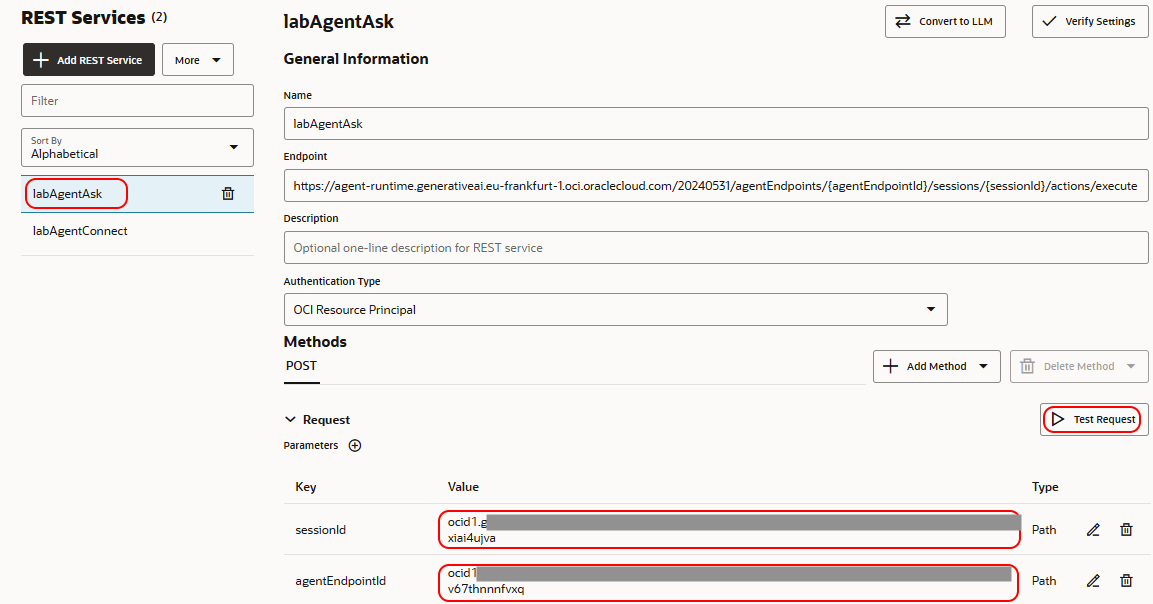 REST Services (2)
Add REST Service
More
Filter
Sort By
Alphabetical
labAgentAsk
labAgentConnect
labAgentAsk
Convert to LLM
Verify Settings
General Information
Name
labAgentAsk
Endpoint
https://agent-runtime.generativeai.eu-frankfurt-1.oci.oraclecloud.com/20240531/agentEndpoints/{agentEndpointId}/sessions/{sessionId}/actions/execute
Description
Optional one-line description for REST service
Authentication Type
OCI Resource Principal
Methods
POST
Add Method
Delete Method
Request
Test Request
Parameters
Key Value Type
sessionId
ocid1.g
xiai4ujva
Path
agentEndpointId
ocid1
v67thnnnfvxq
Path